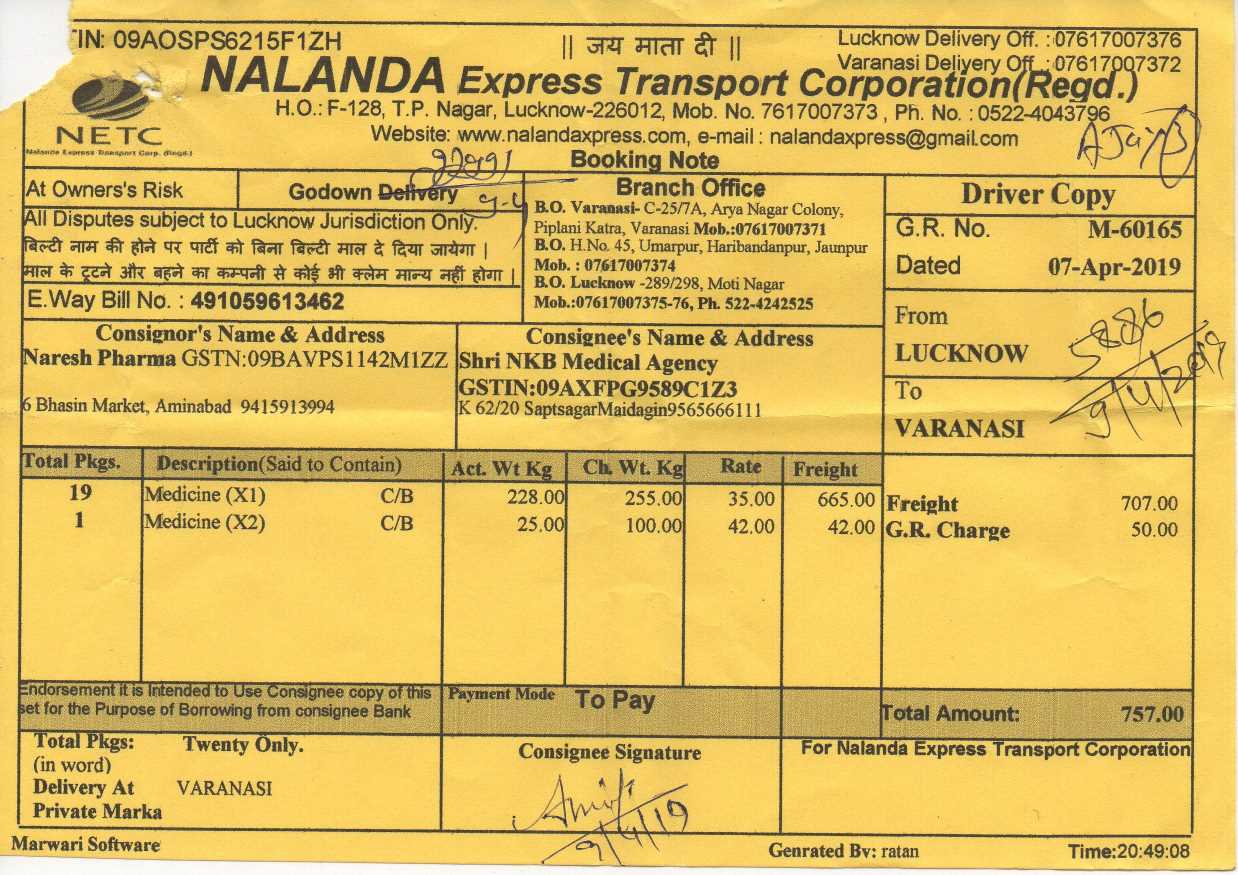 TIN: 09AOSPS6215F1ZH
|| जय माता दी ||
Lucknow Delivery Off. :07617007376
Varanasi Delivery Off :07617007372
NALANDA Express Transport Corporation(Regd.)
H.O.: F-128, T.P. Nagar, Lucknow-226012, Mob. No. 7617007373 , Ph. No. : 0522-4043796
NETC
Nalanda Express Transport Corp. (Regd.)
Website: www.nalandaxpress.com, e-mail : nalandaxpress@gmail.com
Booking Note
At Owners's Risk
Godown Delivery
9-4
All Disputes subject to Lucknow Jurisdiction Only.
बिल्टी नाम की होने पर पार्टी को बिना बिल्टी माल दे दिया जायेगा |
माल के टूटने और बहने का कम्पनी से कोई भी क्लेम मान्य नहीं होगा |
E.Way Bill No. : 491059613462
Branch Office
B.O. Varanasi- C-25/7A, Arya Nagar Colony,
Piplani Katra, Varanasi Mob.:07617007371
B.O. H.No. 45, Umarpur, Haribandanpur, Jaunpur
Mob. : 07617007374
B.O. Lucknow -289/298, Moti Nagar
Mob.:07617007375-76, Ph. 522-4242525
Driver Copy
G.R. No. M-60165
Dated 07-Apr-2019
From
LUCKNOW
To
VARANASI
5886
9/4/2019
Consignor's Name & Address
Naresh Pharma GSTN:09BAVPS1142M1ZZ
6 Bhasin Market, Aminabad 9415913994
Consignee's Name & Address
Shri NKB Medical Agency
GSTIN:09AXFPG9589C1Z3
K 62/20 SaptsagarMaidagin9565666111
Total Pkgs. Description(Said to Contain) Act. Wt Kg Ch. Wt. Kg Rate Freight
19 Medicine (X1) C/B 228.00 255.00 35.00 665.00
1 Medicine (X2) C/B 25.00 100.00 42.00 42.00
Freight 707.00
G.R. Charge 50.00
Endorsement it is Intended to Use Consignee copy of this
set for the Purpose of Borrowing from consignee Bank
Payment Mode To Pay
Total Amount: 757.00
Total Pkgs: Twenty Only.
(in word)
Delivery At VARANASI
Private Marka
Consignee Signature
9/4/19
For Nalanda Express Transport Corporation
Marwari Software
Genrated By: ratan
Time:20:49:08